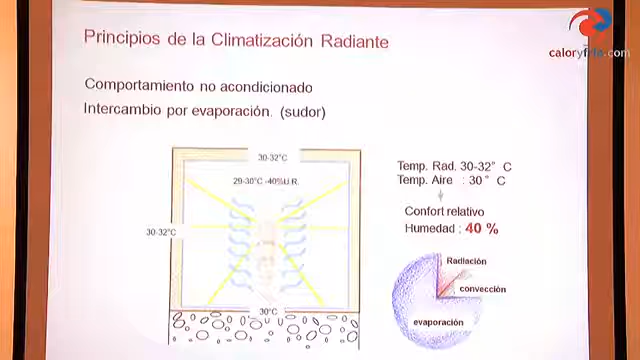 Principios de la Climatización Radiante
caloryfrio.com
Comportamiento no acondicionado
Intercambio por evaporación. (sudor)
30-32°C
29-30°C -40%U.R.
30-32°C
30°C
Temp. Rad. 30-32° C
Temp. Aire : 30° C
Confort relativo
Humedad : 40 %
Radiación
convección
evaporación